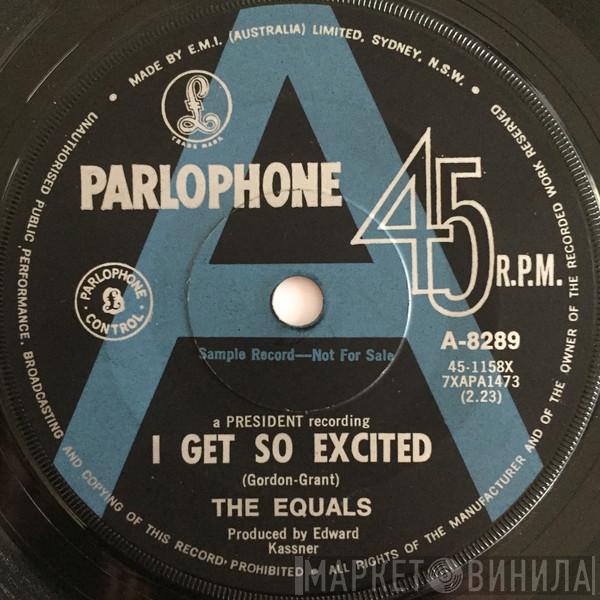 MADE BY E.M.I. (AUSTRALIA) LIMITED, SYDNEY, N.S.W.
UNAUTHORISED PUBLIC PERFORMANCE, BROADCASTING AND COPYING OF THIS RECORD PROHIBITED • ALL RIGHTS OF THE MANUFACTURER AND OF THE OWNER OF THE RECORDED WORK RESERVED
A
£
TRADE MARK
PARLOPHONE
45
R.P.M.
PARLOPHONE
£
CONTROL
A-8289
Sample Record—Not For Sale
45-1158X
7XAPA1473
(2.23)
a PRESIDENT recording
I GET SO EXCITED
(Gordon-Grant)
THE EQUALS
Produced by Edward
Kassner
МАРКЕТ ВИНИЛА